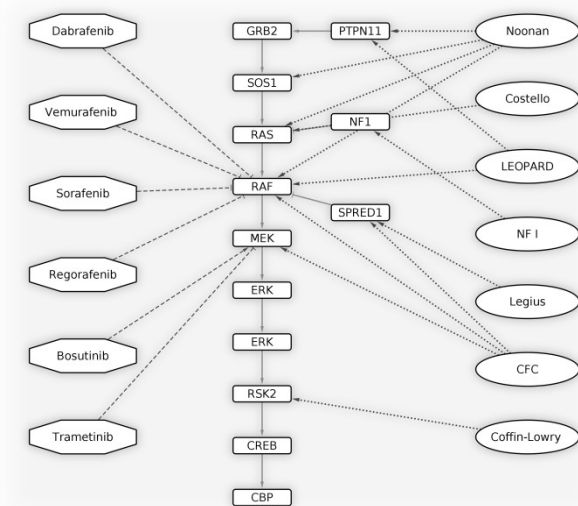 Dabrafenib
GRB2
PTPN11
Noonan
SOS1
Vemurafenib
Costello
RAS
NF1
Sorafenib
RAF
LEOPARD
SPRED1
MEK
NF I
Regorafenib
ERK
Legius
Bosutinib
ERK
CFC
RSK2
Trametinib
CREB
Coffin-Lowry
CBP